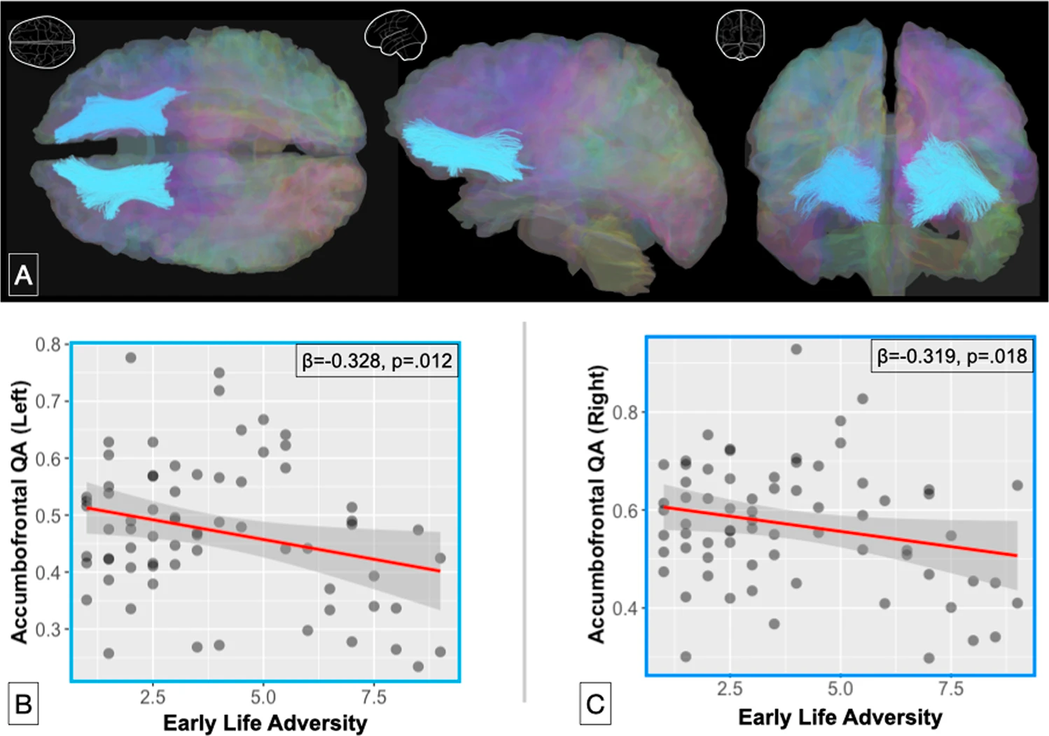 A
0.8
0.7
0.6
0.5
0.4
0.3
Accumbofrontal QA (Left)
β=-0.328, p=.012
2.5 5.0 7.5
Early Life Adversity
B
0.8
0.6
0.4
Accumbofrontal QA (Right)
β=-0.319, p=.018
2.5 5.0 7.5
Early Life Adversity
C